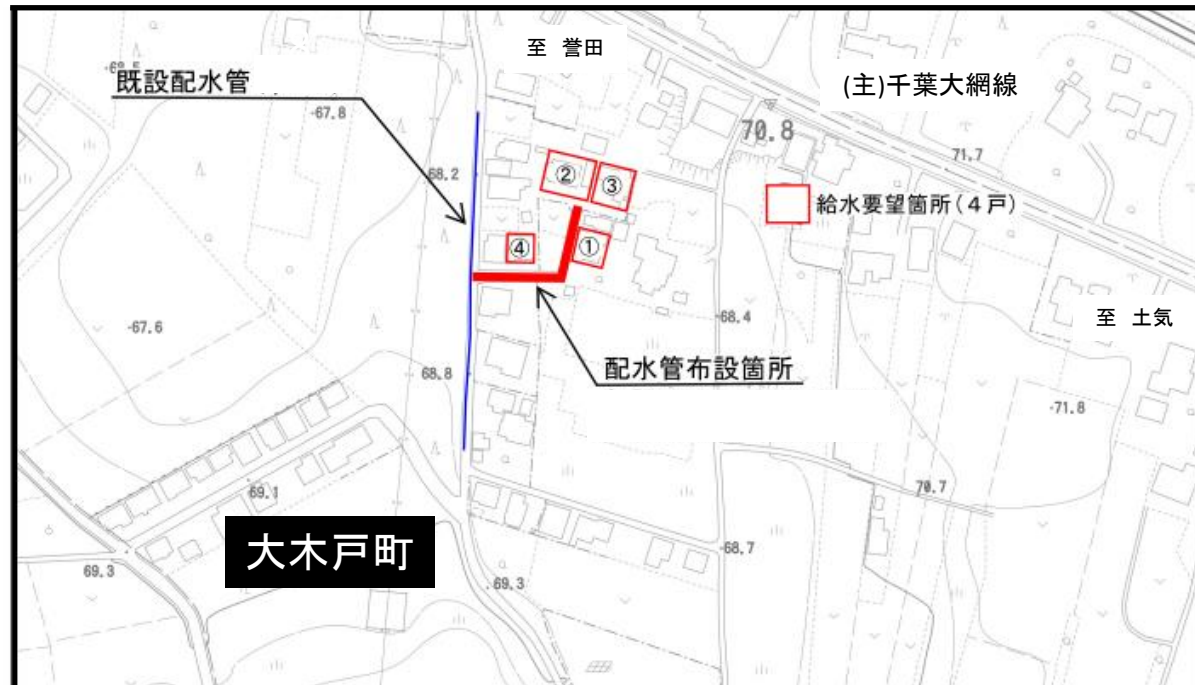 至 誉田
(主)千葉大網線
既設配水管
-67.8
70.8
71.7
68.2
②
③
給水要望箇所(4戸)
④
①
-67.6
-68.4
至 土気
配水管布設箇所
68.8
-71.8
69.1
70.7
大木戸町
-68.7
69.3
.69.3